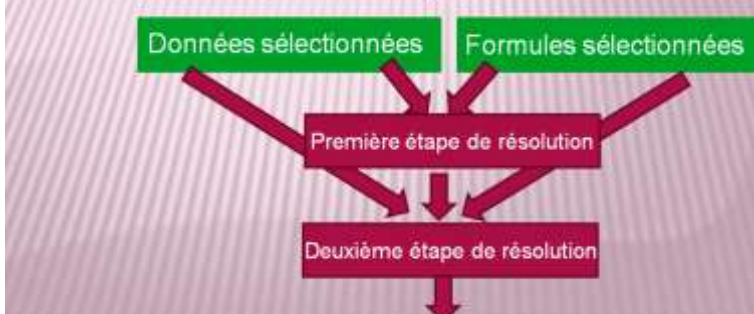 Données sélectionnées
Formules sélectionnées
Première étape de résolution
Deuxième étape de résolution